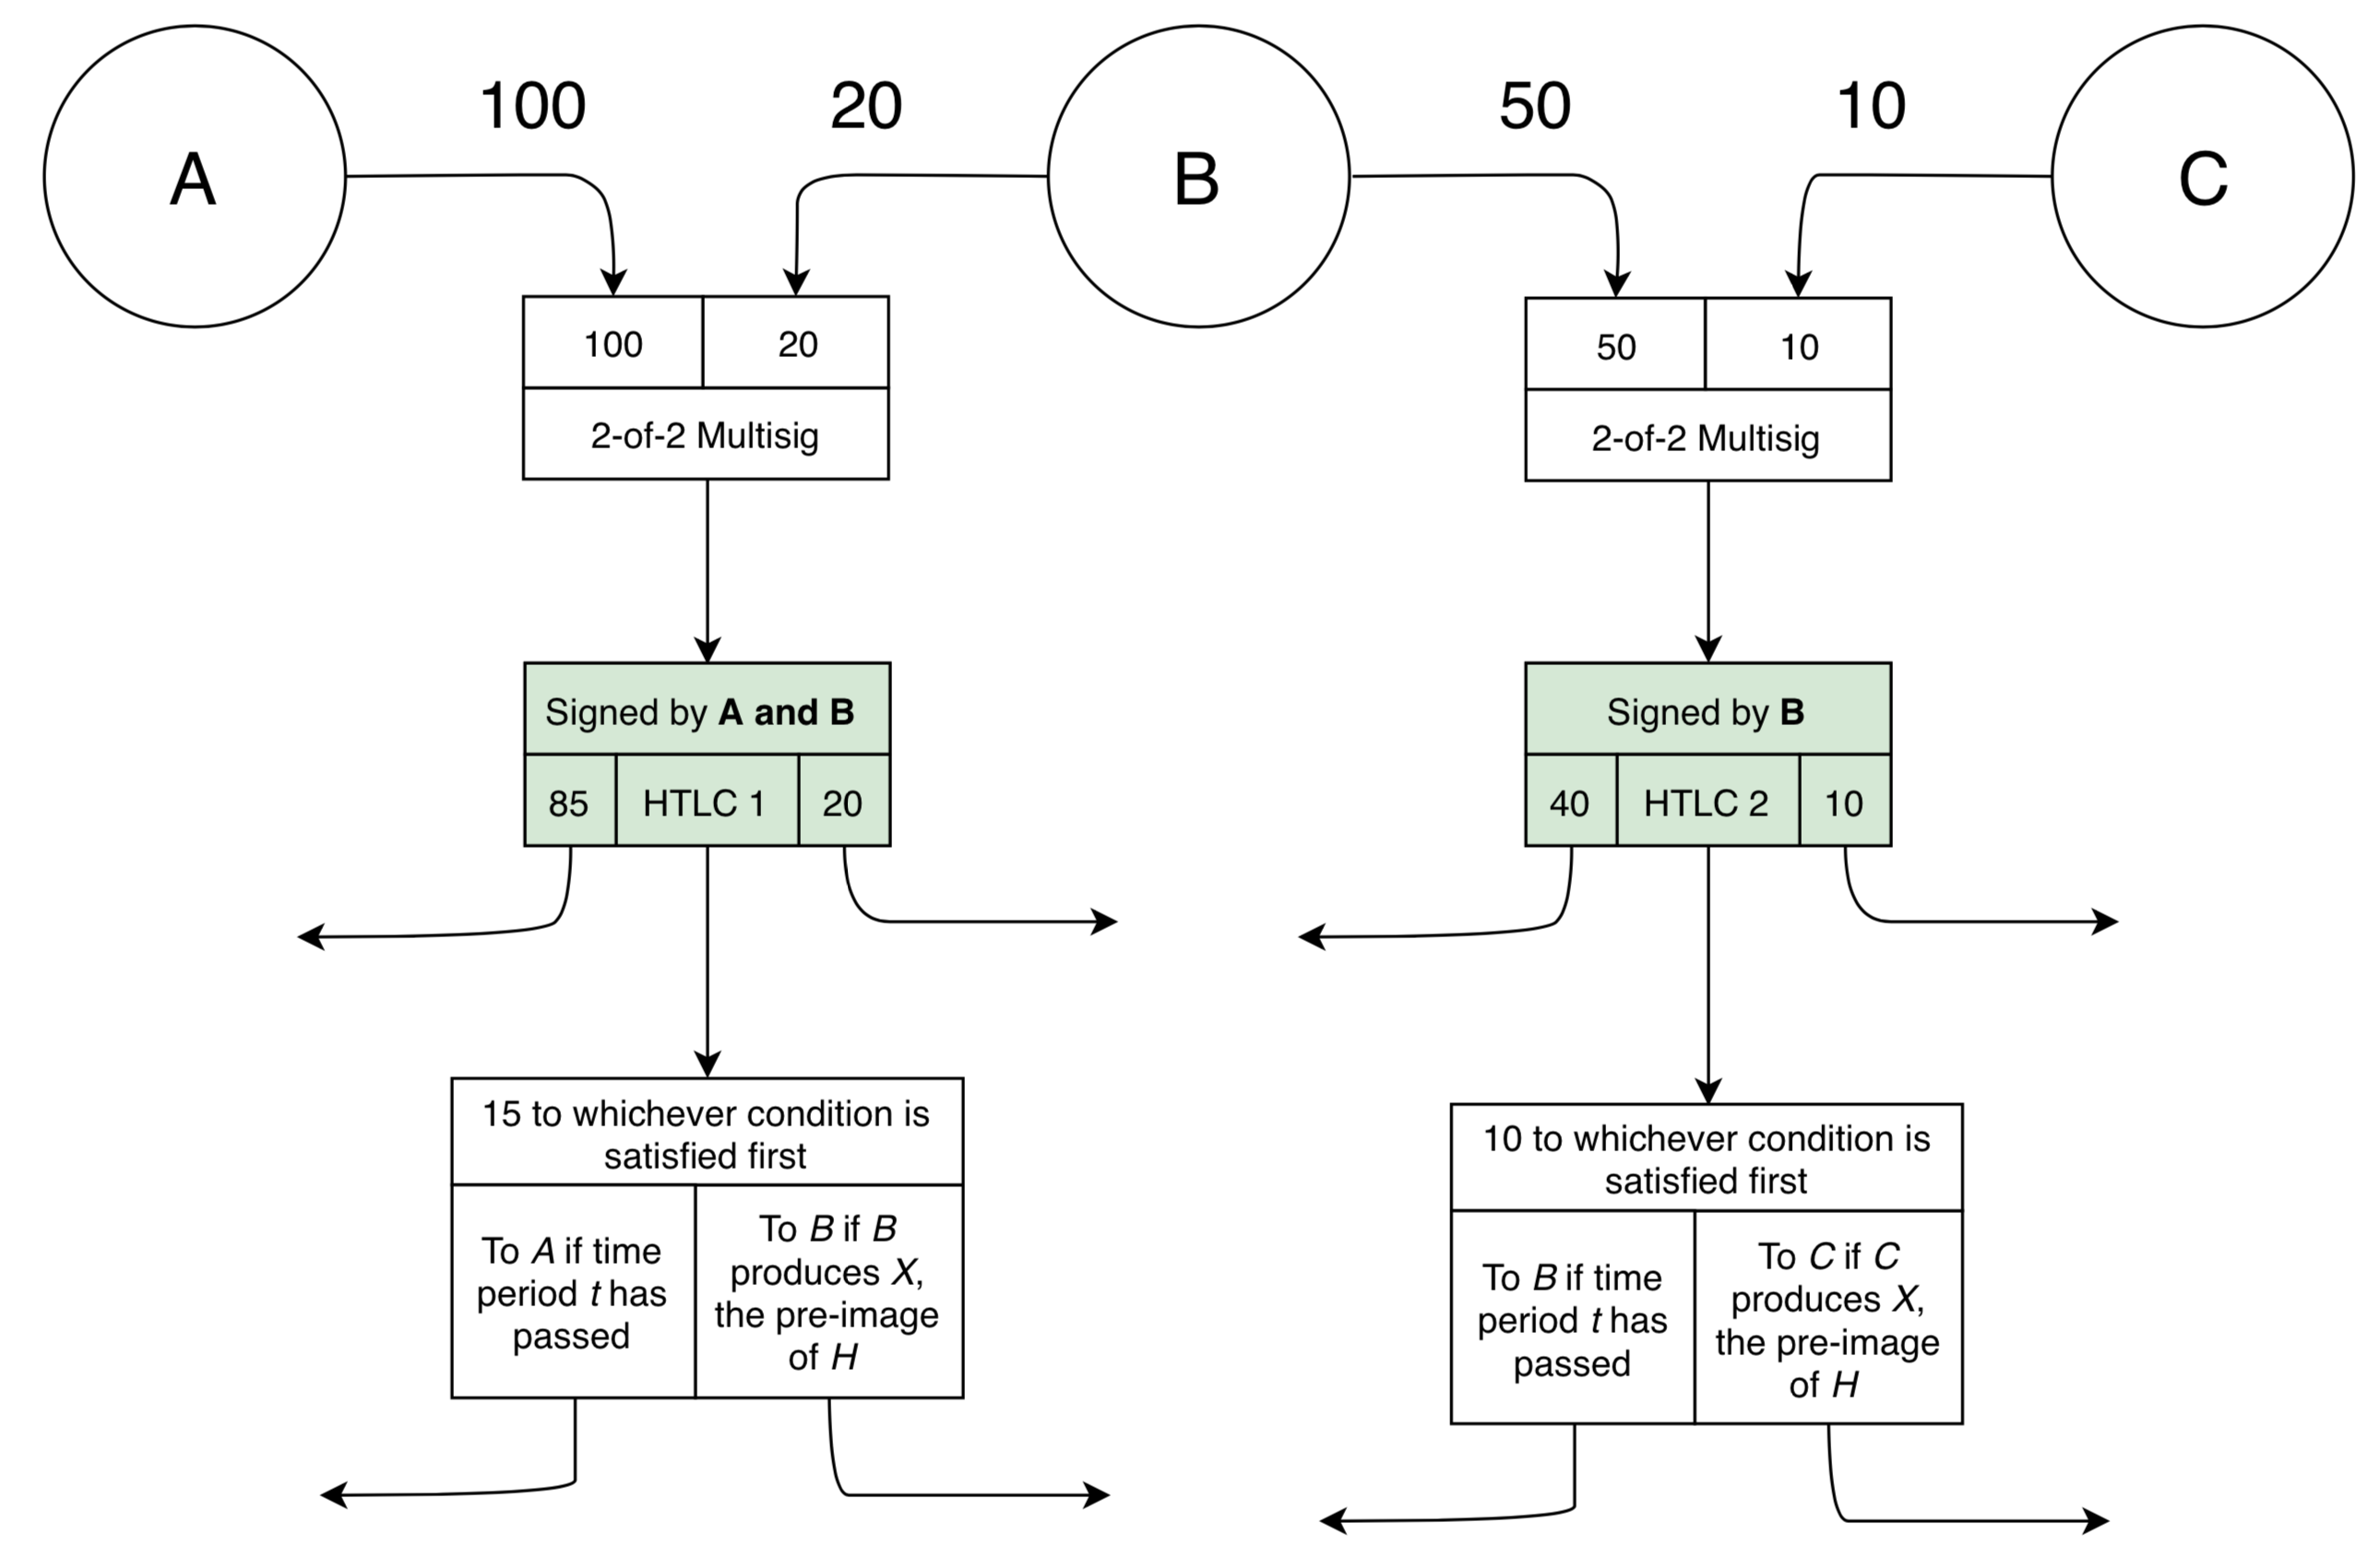 A
100
20
B
50
10
C
100
20
2-of-2 Multisig
50
10
2-of-2 Multisig
Signed by A and B
85
HTLC 1
20
Signed by B
40
HTLC 2
10
15 to whichever condition is
satisfied first
To A if time
period t has
passed
To B if B
produces X,
the pre-image
of H
10 to whichever condition is
satisfied first
To B if time
period t has
passed
To C if C
produces X,
the pre-image
of H